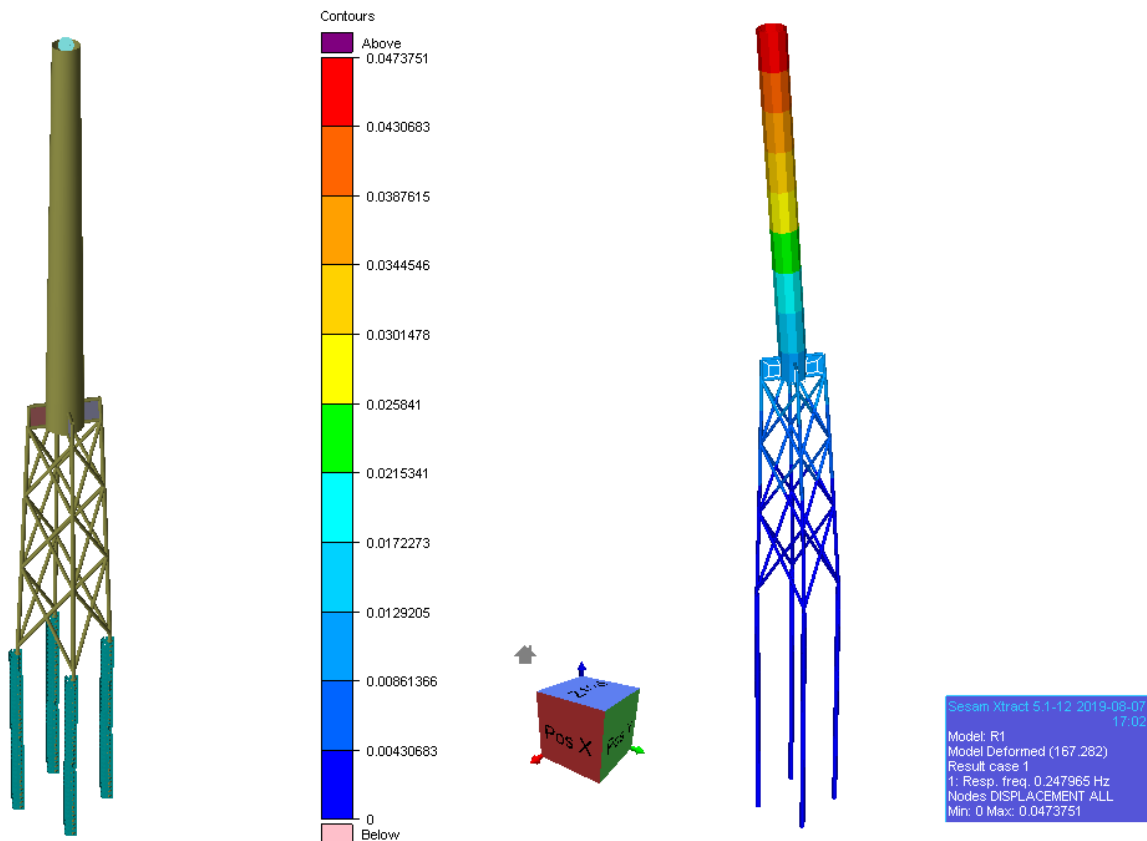 Contours
Above
0.0473751
0.0430683
0.0387615
0.0344546
0.0301478
0.025841
0.0215341
0.0172273
0.0129205
0.00861366
0.00430683
0
Below
Pos X
Pos
Sesam Xtract 5.1-12 2019-08-07
17:02
Model: R1
Model Deformed (167.282)
Result case 1
1: Resp. freq. 0.247965 Hz
Nodes DISPLACEMENT ALL
Min: 0 Max: 0.0473751